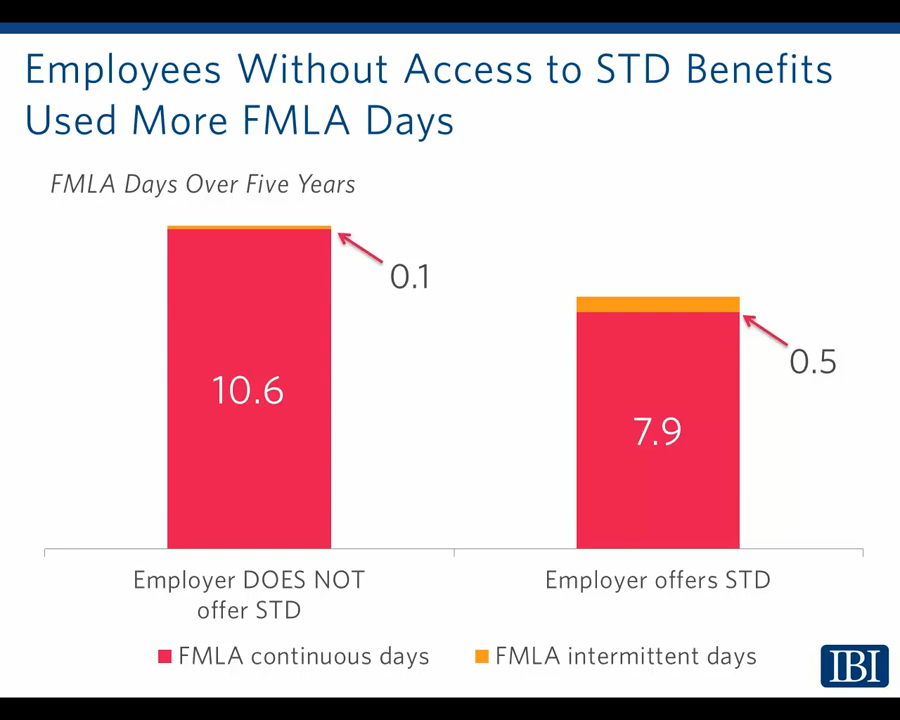 Employees Without Access to STD Benefits
Used More FMLA Days
FMLA Days Over Five Years
0.1
10.6
0.5
7.9
Employer DOES NOT
offer STD
Employer offers STD
FMLA continuous days
FMLA intermittent days
IBI